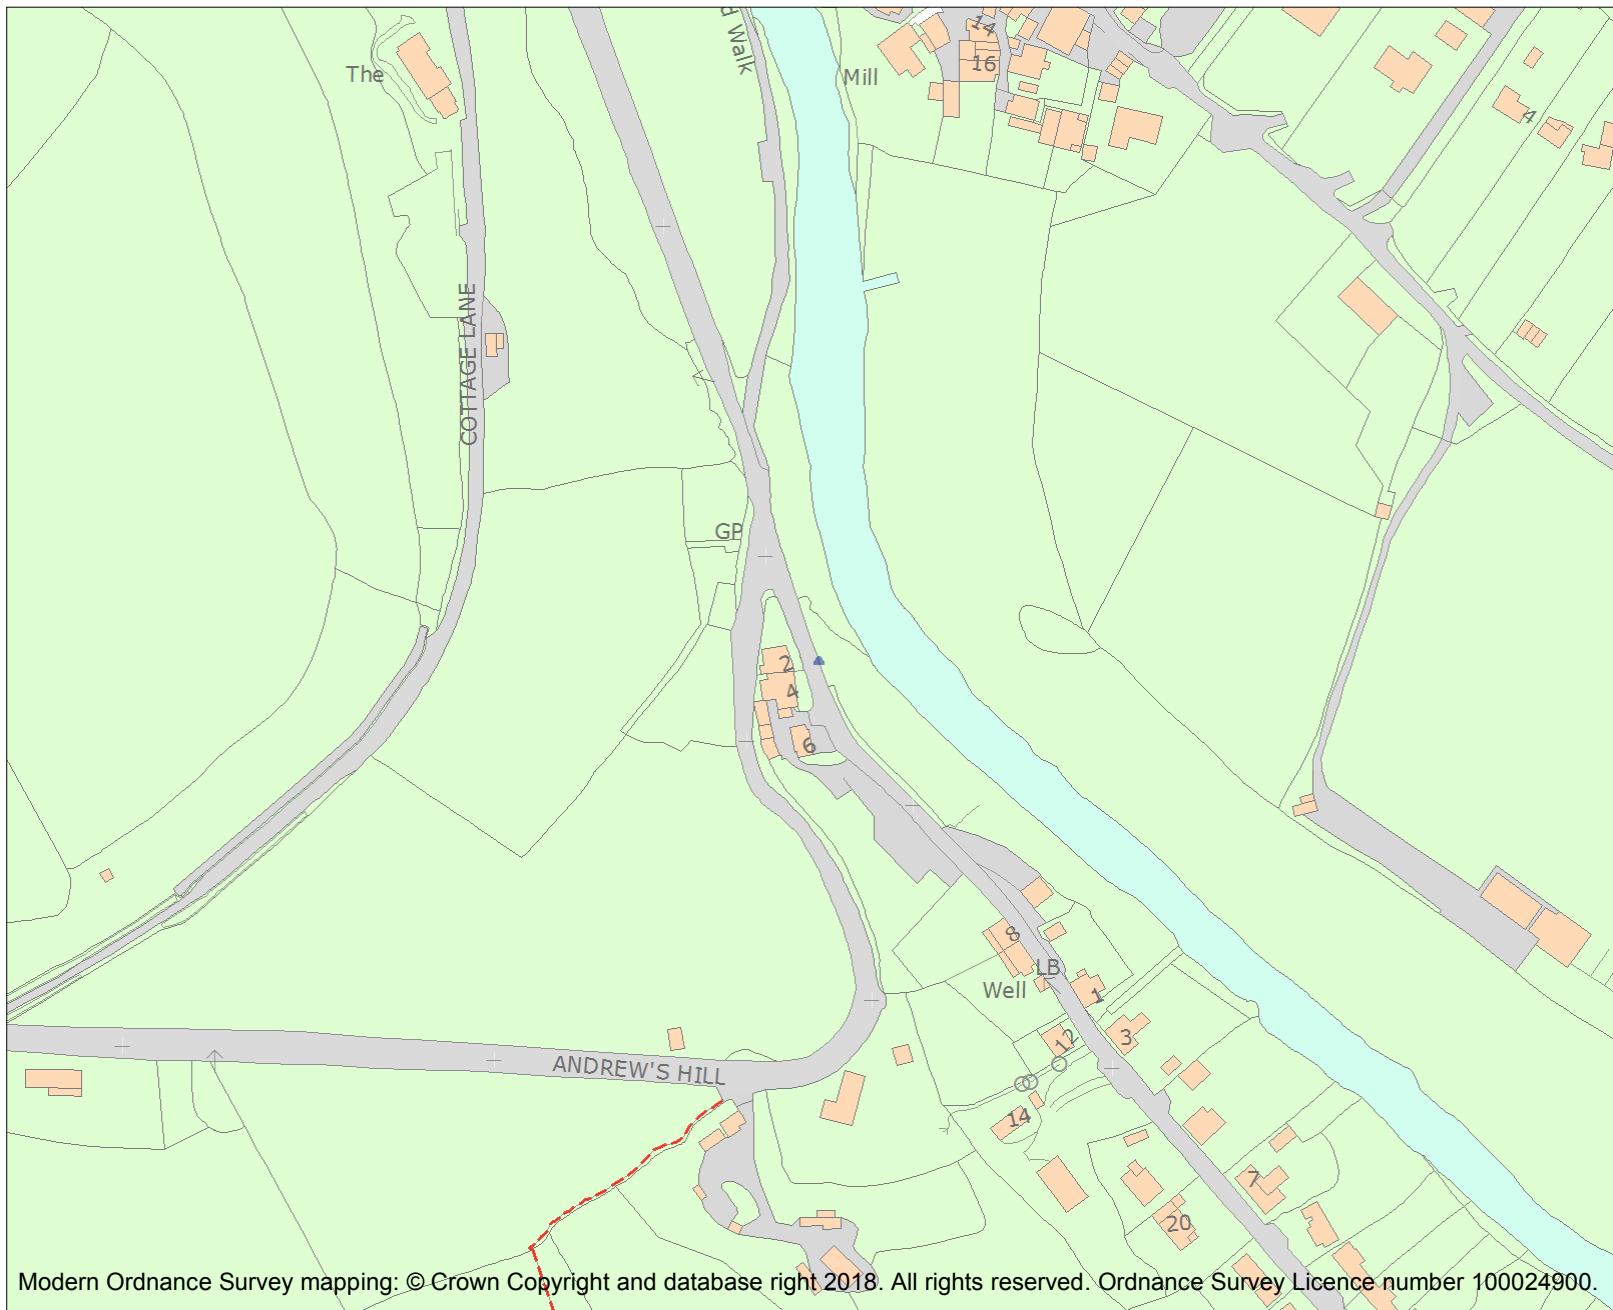 d Walk
The
Mill
14
16
4
COTTAGE LANE
GP
2
4
6
8
LB
Well
1
12
3
ANDREW'S HILL
14
7
20
Modern Ordnance Survey mapping: © Crown Copyright and database right 2018. All rights reserved. Ordnance Survey Licence number 100024900.